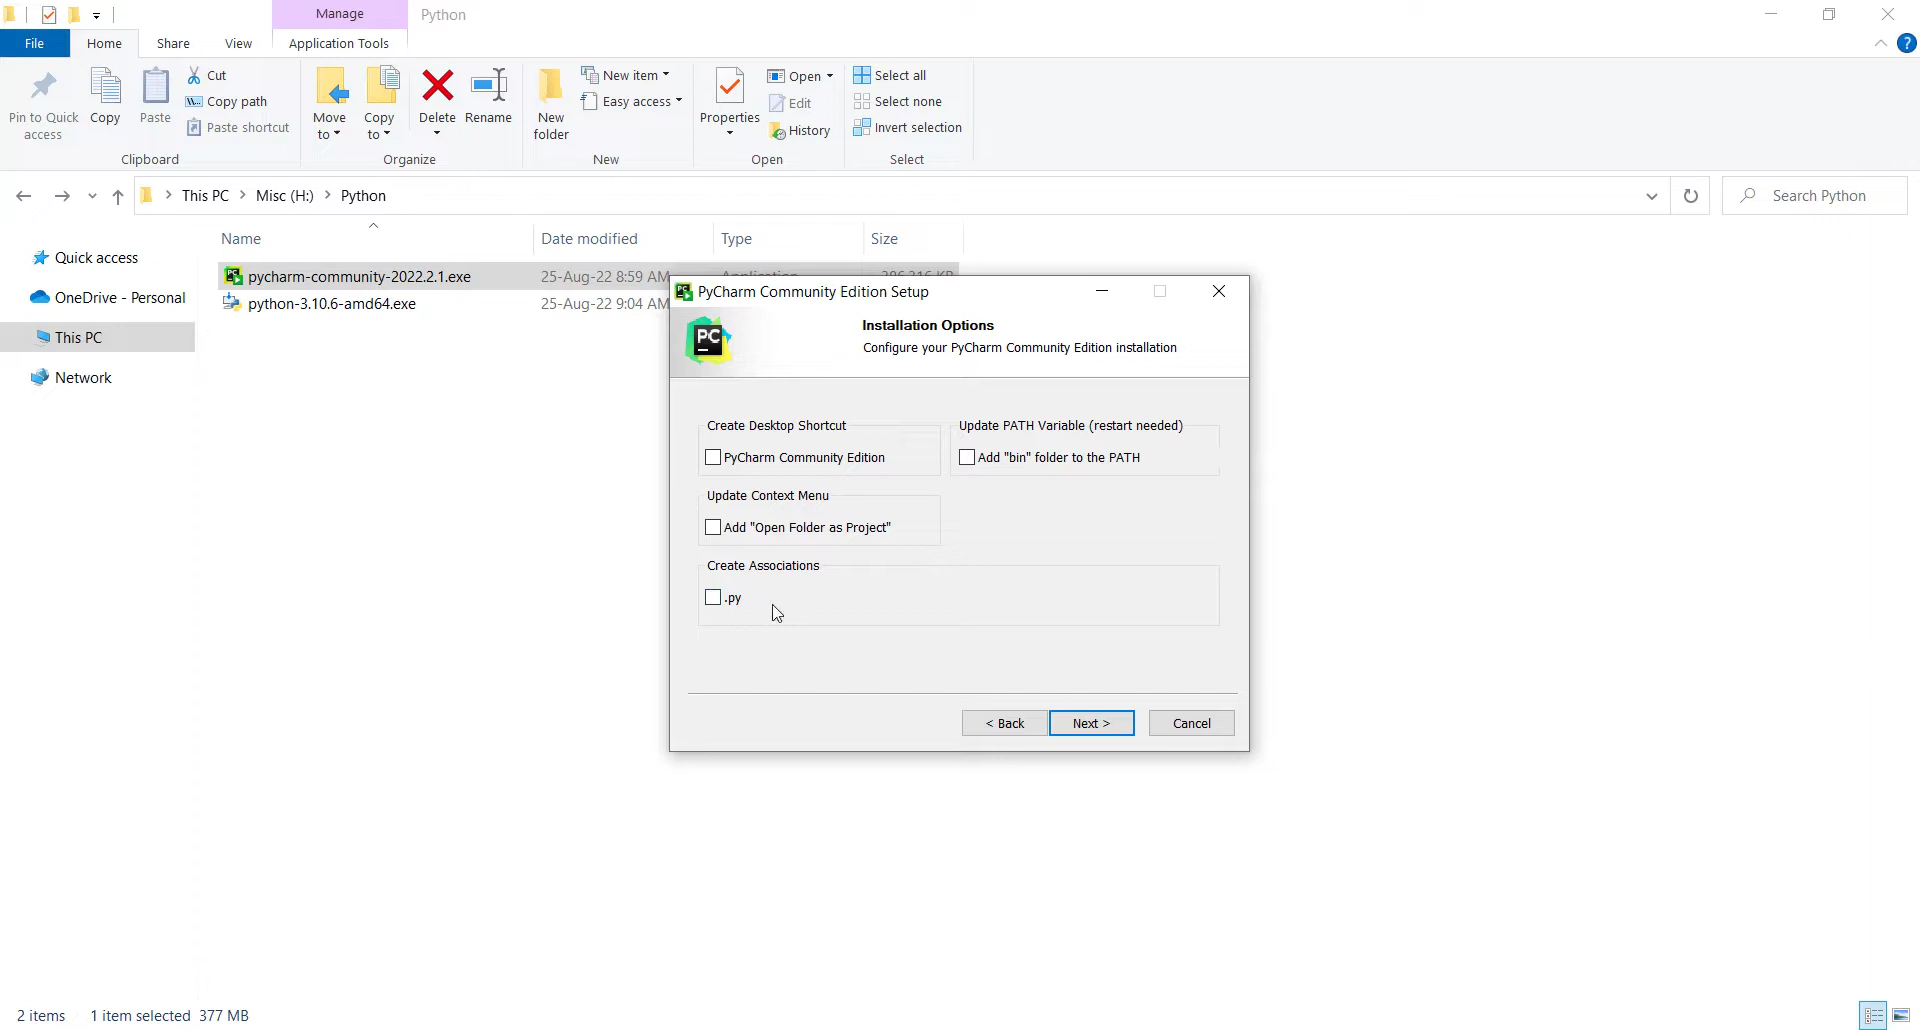 Manage
Python
File
Home
Share
View
Application Tools
Pin to Quick
access
Copy
Paste
Cut
Copy path
Paste shortcut
Clipboard
Move
to
Copy
to
Delete
Rename
Organize
New
folder
New item
Easy access
New
Properties
Open
Edit
History
Open
Select all
Select none
Invert selection
Select
This PC
Misc (H:)
Python
Search Python
Quick access
OneDrive - Personal
This PC
Network
Name
Date modified
Type
Size
pycharm-community-2022.2.1.exe
25-Aug-22 8:59 AM
Application
python-3.10.6-amd64.exe
25-Aug-22 9:04 AM
PC
PyCharm Community Edition Setup
PC
Installation Options
Configure your PyCharm Community Edition installation
Create Desktop Shortcut
PyCharm Community Edition
Update PATH Variable (restart needed)
Add "bin" folder to the PATH
Update Context Menu
Add "Open Folder as Project"
Create Associations
.py
< Back
Next >
Cancel
2 items
1 item selected
377 MB